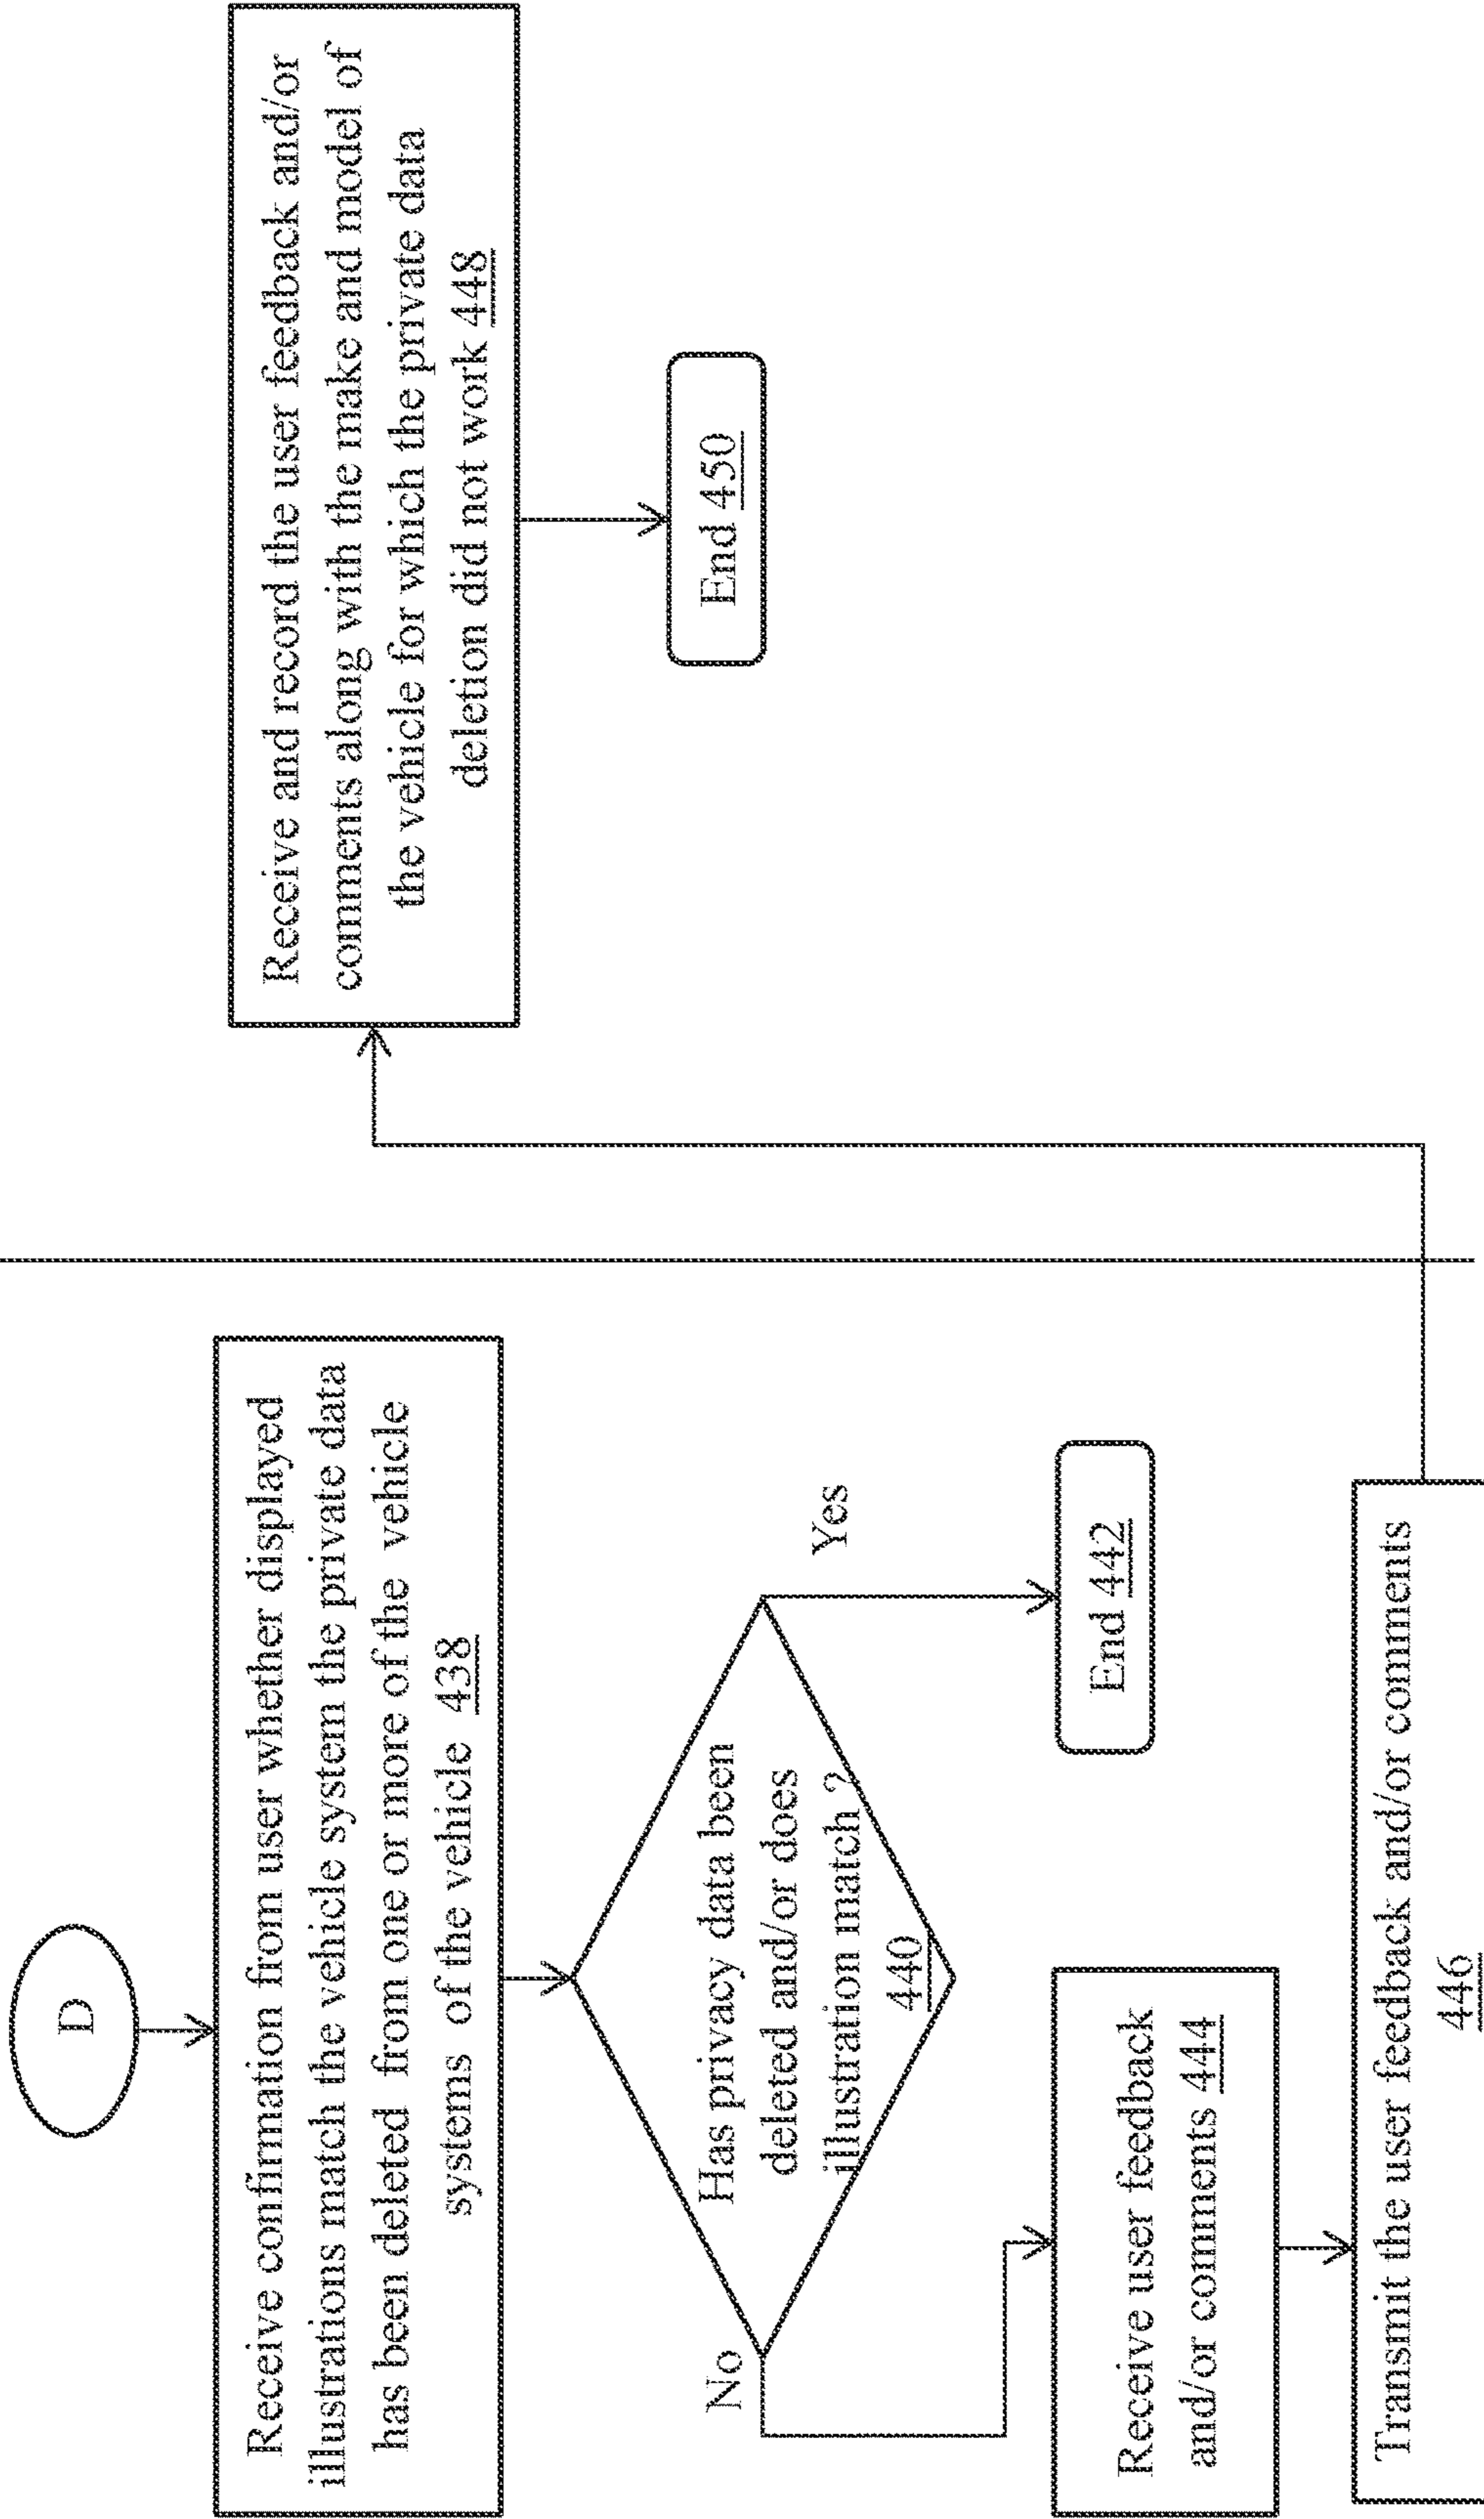 D
Receive confirmation from user whether displayed
illustrations match the vehicle system the private data
has been deleted from one or more of the vehicle
systems of the vehicle 438
Has privacy data been
deleted and/or does
illustration match ?
440
Yes
End 442
No
Receive user feedback
and/or comments 444
Transmit the user feedback and/or comments
446
Receive and record the user feedback and/or
comments along with the make and model of
the vehicle for which the private data
deletion did not work 448
End 450